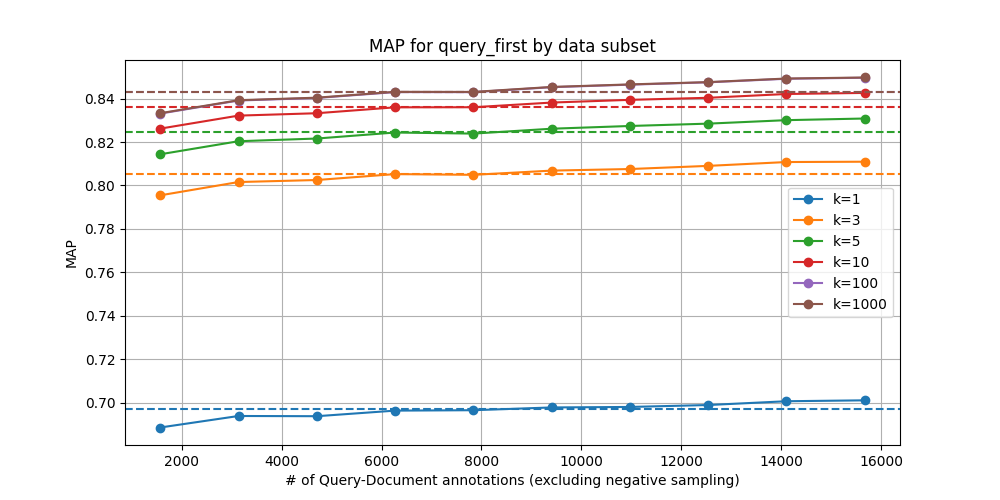 MAP for query_first by data subset
MAP
0.84
0.82
0.80
0.78
0.76
0.74
0.72
0.70
k=1
k=3
k=5
k=10
k=100
k=1000
2000 4000 6000 8000 10000 12000 14000 16000
# of Query-Document annotations (excluding negative sampling)